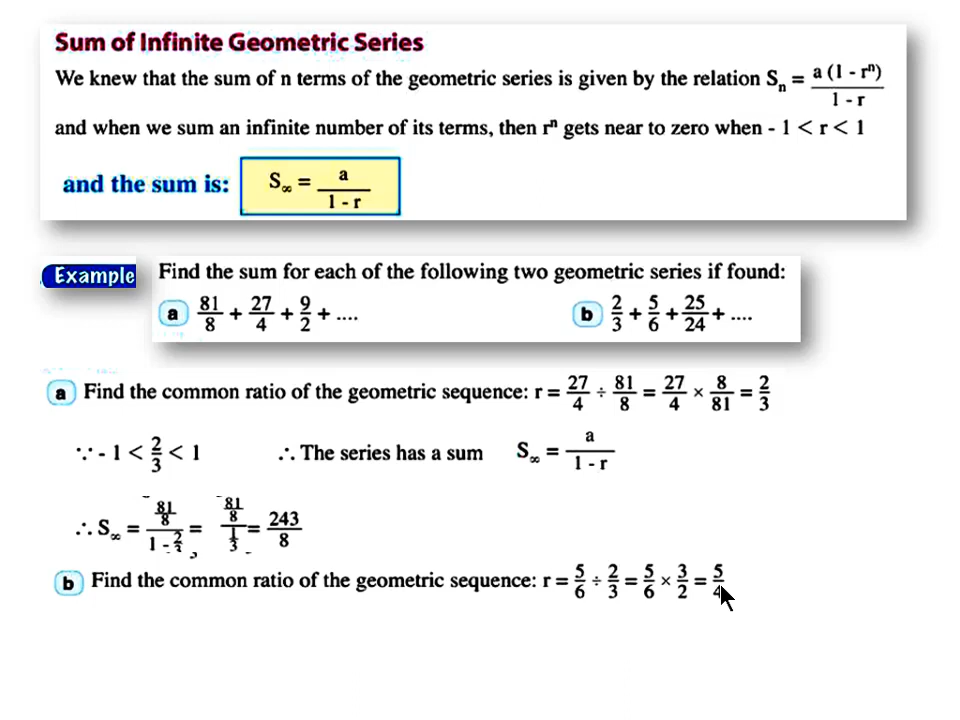 Sum of Infinite Geometric Series
We knew that the sum of n terms of the geometric series is given by the relation Sₙ = a (1 - rⁿ) / 1 - r
and when we sum an infinite number of its terms, then rⁿ gets near to zero when - 1 < r < 1
and the sum is: S∞ = a / 1 - r
Example Find the sum for each of the following two geometric series if found:
a 81/8 + 27/4 + 9/2 + .... b 2/3 + 5/6 + 25/24 + ....
a Find the common ratio of the geometric sequence: r = 27/4 ÷ 81/8 = 27/4 × 8/81 = 2/3
∵ - 1 < 2/3 < 1 ∴ The series has a sum S∞ = a / 1 - r
∴ S∞ = 81/8 / 1 - 2/3 = 81/8 / 1/3 = 243/8
b Find the common ratio of the geometric sequence: r = 5/6 ÷ 2/3 = 5/6 × 3/2 = 5/4